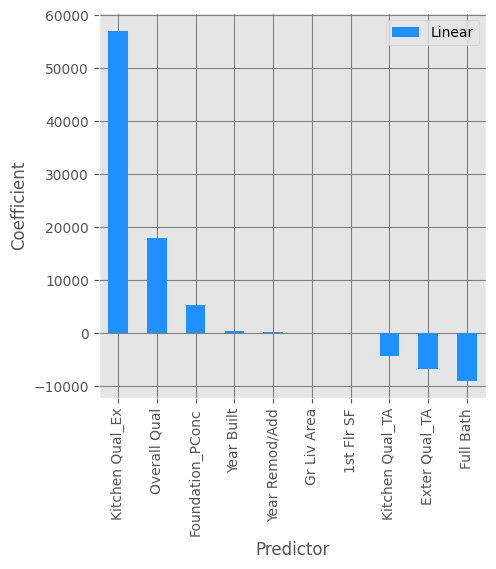 60000
50000
40000
30000
20000
10000
0
−10000
Coefficient
Linear
Kitchen Qual_Ex
Overall Qual
Foundation_PConc
Year Built
Year Remod/Add
Gr Liv Area
1st Flr SF
Kitchen Qual_TA
Exter Qual_TA
Full Bath
Predictor